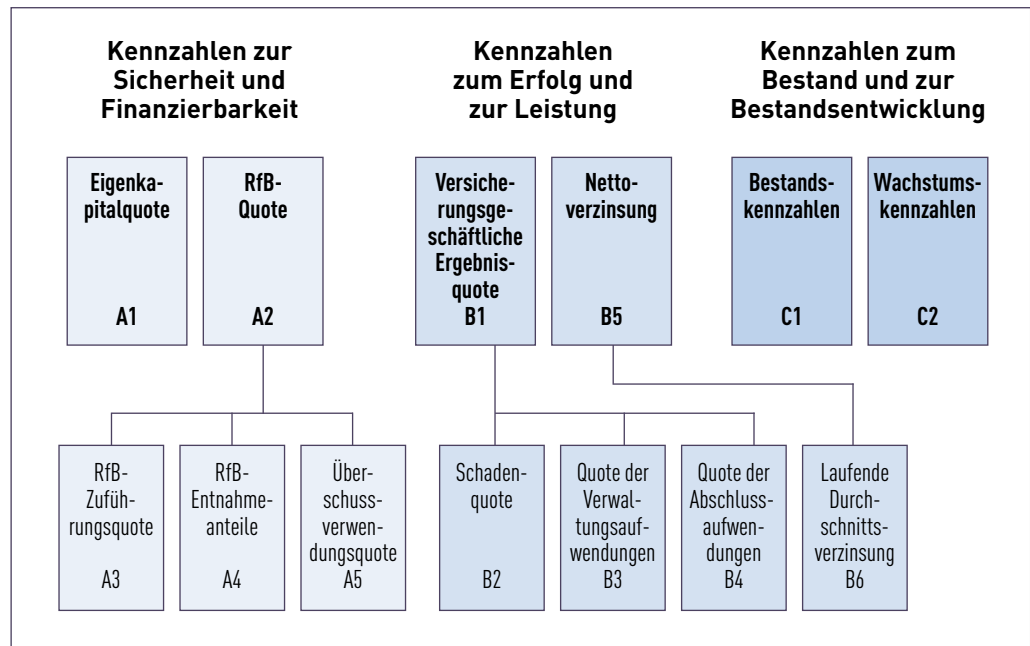 Kennzahlen zur
Sicherheit und
Finanzierbarkeit
Kennzahlen
zum Erfolg und
zur Leistung
Kennzahlen zum
Bestand und zur
Bestandsentwicklung
Eigenka-
pitalquote
A1
RfB-
Quote
A2
Versiche-
rungsge-
schäftliche
Ergebnis-
quote
B1
Netto-
verzinsung
B5
Bestands-
kennzahlen
C1
Wachstums-
kennzahlen
C2
RfB-
Zufüh-
rungsquote
A3
RfB-
Entnahme-
anteile
A4
Über-
schuss-
verwen-
dungsquote
A5
Schaden-
quote
B2
Quote der
Verwal-
tungsauf-
wendungen
B3
Quote der
Abschluss-
aufwen-
dungen
B4
Laufende
Durch-
schnitts-
verzinsung
B6